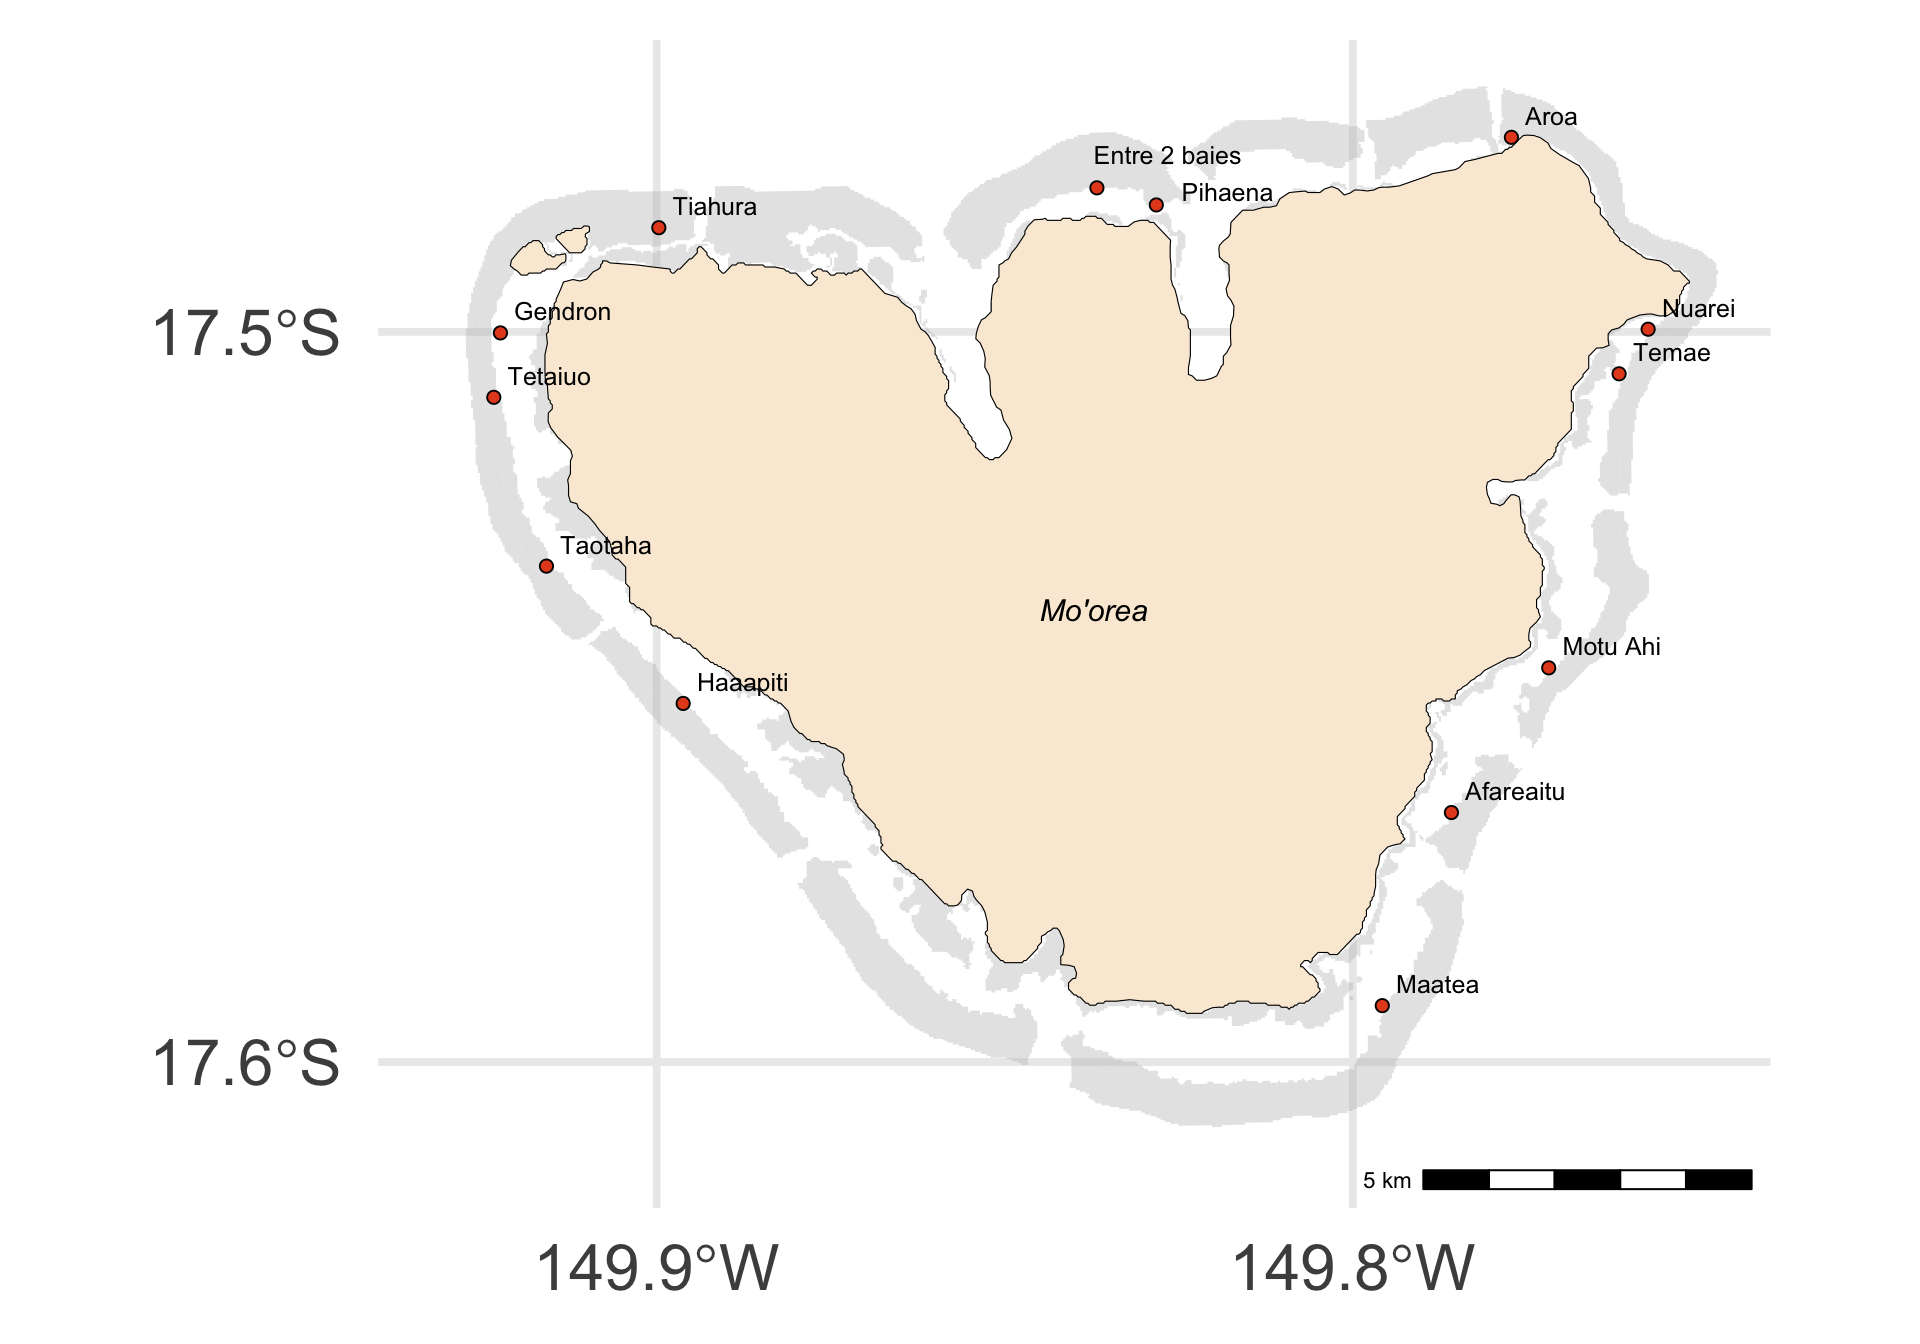 Aroa
Entre 2 baies
Pihaena
Tiahura
Nuarei
Gendron
17.5°S
Temae
Tetaiuo
Taotaha
Mo'orea
Motu Ahi
Haaapiti
Afareaitu
Maatea
17.6°S
5 km
149.9°W
149.8°W